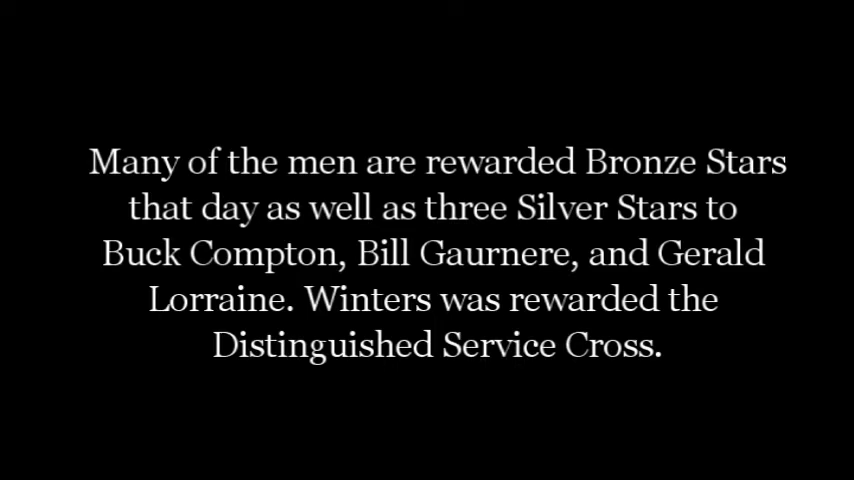 Many of the men are rewarded Bronze Stars
that day as well as three Silver Stars to
Buck Compton, Bill Gaurnere, and Gerald
Lorraine. Winters was rewarded the
Distinguished Service Cross.